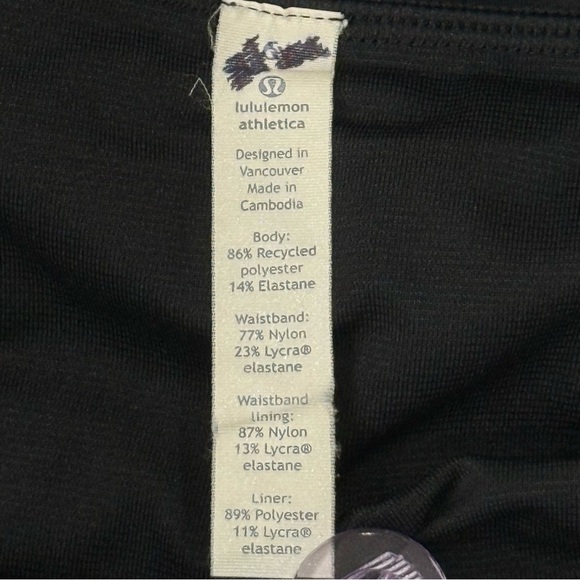 lululemon
athletica
Designed in
Vancouver
Made in
Cambodia
Body:
86% Recycled
polyester
14% Elastane
Waistband:
77% Nylon
23% Lycra®
elastane
Waistband
lining:
87% Nylon
13% Lycra®
elastane
Liner:
89% Polyester
11% Lycra®
elastane